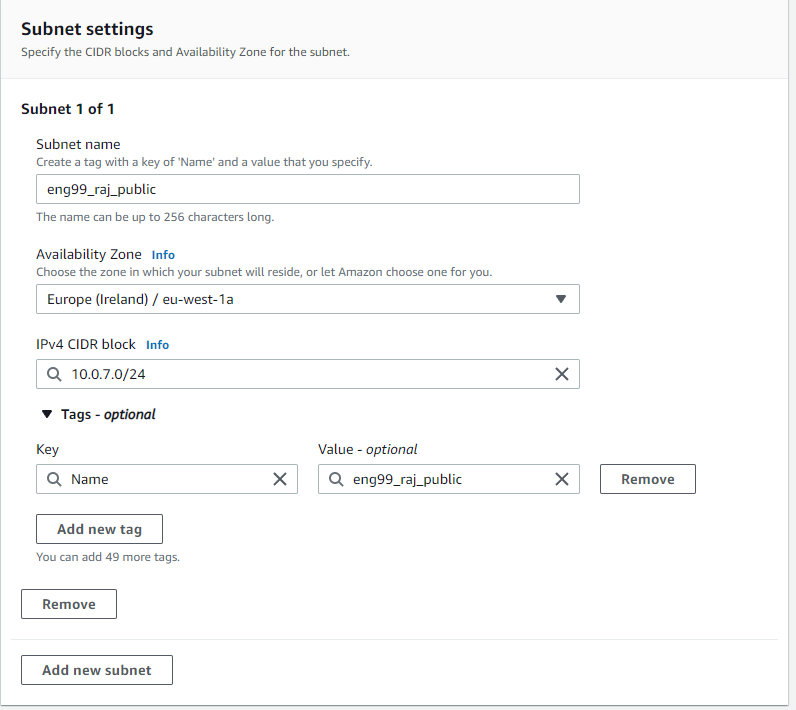 Subnet settings
Specify the CIDR blocks and Availability Zone for the subnet.
Subnet 1 of 1
Subnet name
Create a tag with a key of 'Name' and a value that you specify.
eng99_raj_public
The name can be up to 256 characters long.
Availability Zone Info
Choose the zone in which your subnet will reside, or let Amazon choose one for you.
Europe (Ireland) / eu-west-1a
IPv4 CIDR block Info
10.0.7.0/24
Tags - optional
Key Value - optional
Name eng99_raj_public Remove
Add new tag
You can add 49 more tags.
Remove
Add new subnet